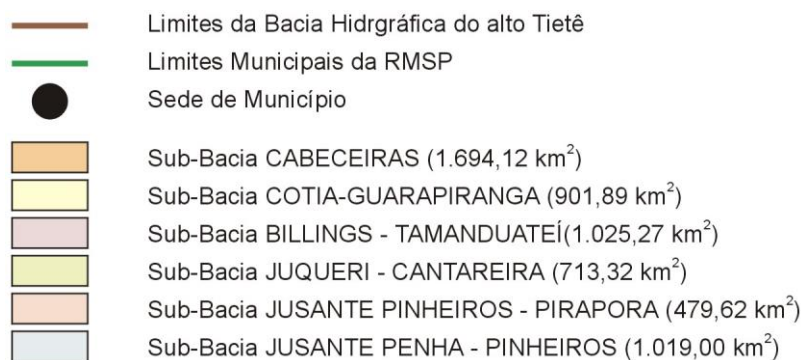 Limites da Bacia Hidrgráfica do alto Tietê
Limites Municipais da RMSP
Sede de Município
Sub-Bacia CABECEIRAS (1.694,12 km²)
Sub-Bacia COTIA-GUARAPIRANGA (901,89 km²)
Sub-Bacia BILLINGS - TAMANDUATEÍ(1.025,27 km²)
Sub-Bacia JUQUERI - CANTAREIRA (713,32 km²)
Sub-Bacia JUSANTE PINHEIROS - PIRAPORA (479,62 km²)
Sub-Bacia JUSANTE PENHA - PINHEIROS (1.019,00 km²)